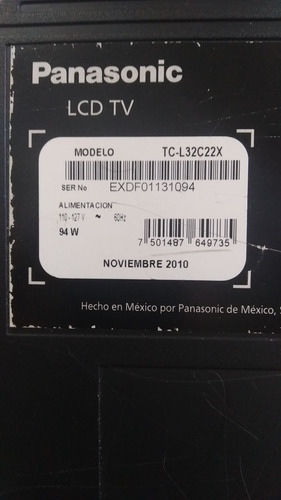 Panasonic
LCD TV
MODELO TC-L32C22X
SER No EXDF01131094
ALIMENTACION
110 - 127 V ~ 60Hz
94 W
7 501487 649735
NOVIEMBRE 2010
Hecho en México por Panasonic de México, S